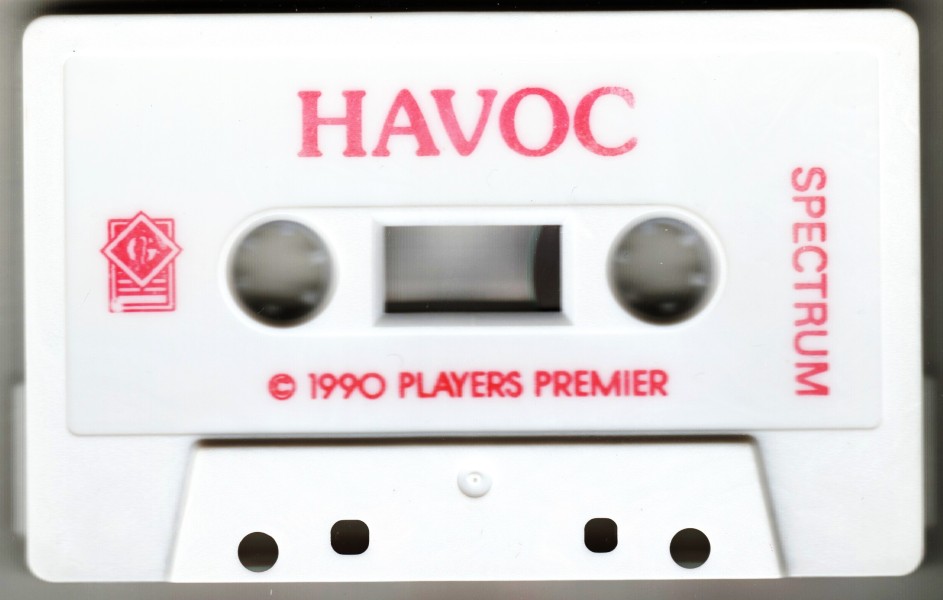 HAVOC
SPECTRUM
© 1990 PLAYERS PREMIER